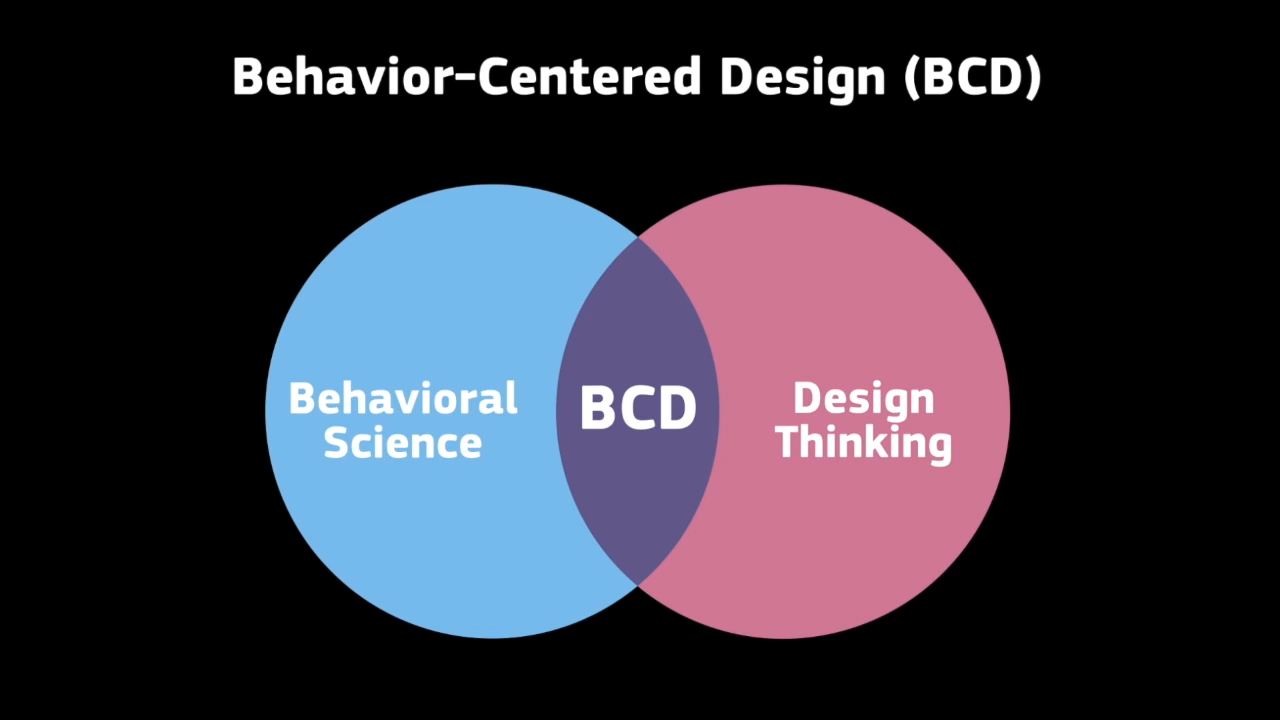 Behavior-Centered Design (BCD)
Behavioral
Science
BCD
Design
Thinking